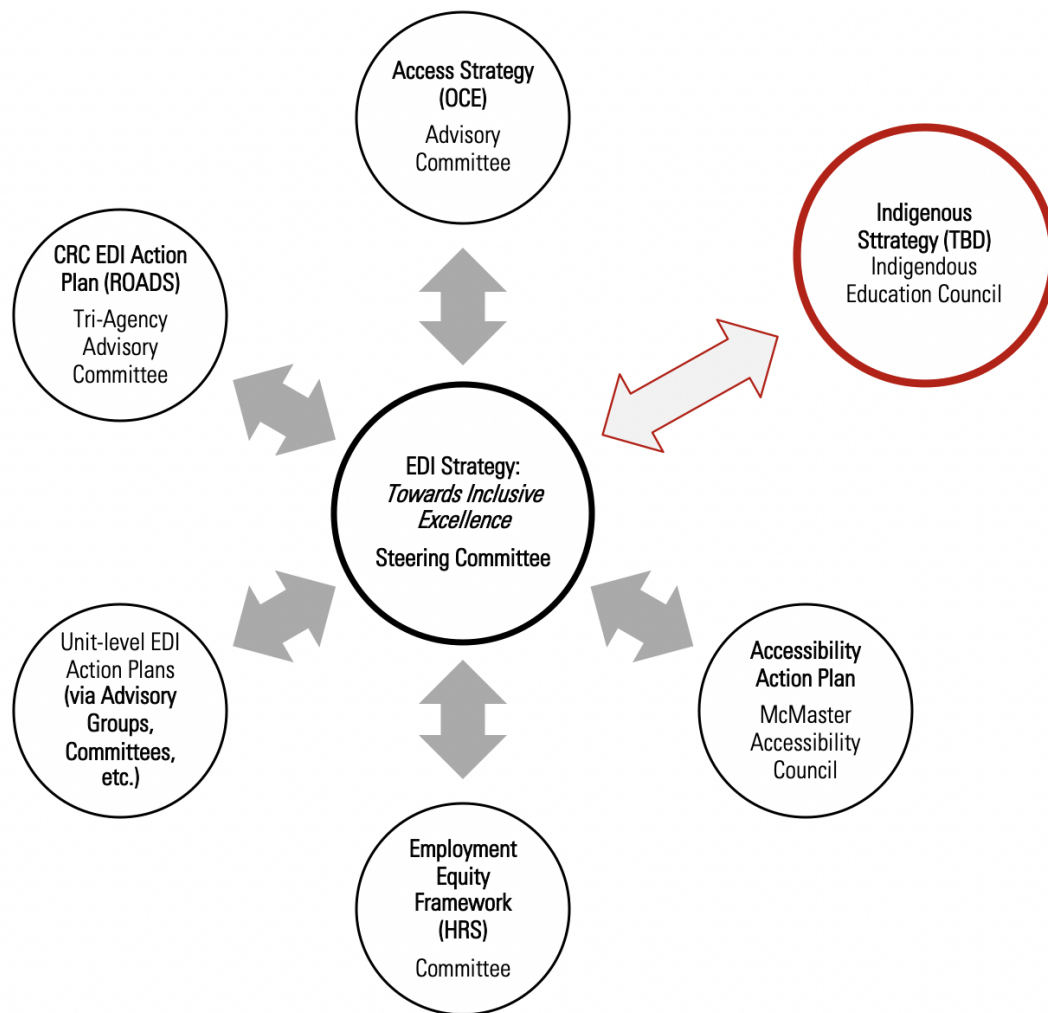 Access Strategy
(OCE)
Advisory
Committee
Indigenous
Sttrategy (TBD)
Indigendous
Education Council
CRC EDI Action
Plan (ROADS)
Tri-Agency
Advisory
Committee
EDI Strategy:
Towards Inclusive
Excellence
Steering Committee
Unit-level EDI
Action Plans
(via Advisory
Groups,
Committees,
etc.)
Accessibility
Action Plan
McMaster
Accessibility
Council
Employment
Equity
Framework
(HRS)
Committee